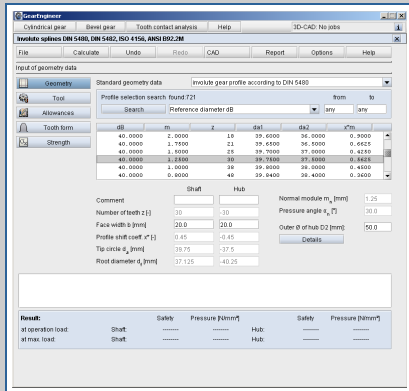 GearEngineer
Cylindrical gear Bevel gear Tooth contact analysis Help 3D-CAD: No jobs
Involute splines DIN 5480, DIN 5482, ISO 4156, ANSI B92.2M
File Calculate Undo Redo CAD Report Options Help
Input of geometry data
Geometry
Tool
Allowances
Tooth form
Strength
Standard geometry data Involute gear profile according to DIN 5480
Profile selection search found:721 from to
Search Reference diameter dB any any
dB m z da1 da2 x*m
40.0000 2.0000 18 39.6000 36.0000 0.9000
40.0000 1.7500 21 39.6500 36.5000 0.6625
40.0000 1.5000 25 39.7000 37.0000 0.4250
40.0000 1.2500 30 39.7500 37.5000 0.5625
40.0000 1.0000 38 39.8000 38.0000 0.4500
40.0000 0.8000 48 39.8400 38.4000 0.3600
Shaft Hub
Comment
Number of teeth z [-] 30 -30
Face width b [mm] 20.0 20.0
Profile shift coeff. x* [-] 0.45 -0.45
Tip circle da [mm] 39.75 -37.5
Root diameter df [mm] 37.125 -40.25
Normal module mn [mm] 1.25
Pressure angle αn [°] 30.0
Outer Ø of hub D2 [mm]: 50.0
Details
Result: Safety Pressure [N/mm²] Safety Pressure [N/mm²]
at operation load: Shaft: -------- -------- Hub: -------- --------
at max. load: Shaft: -------- -------- Hub: -------- --------